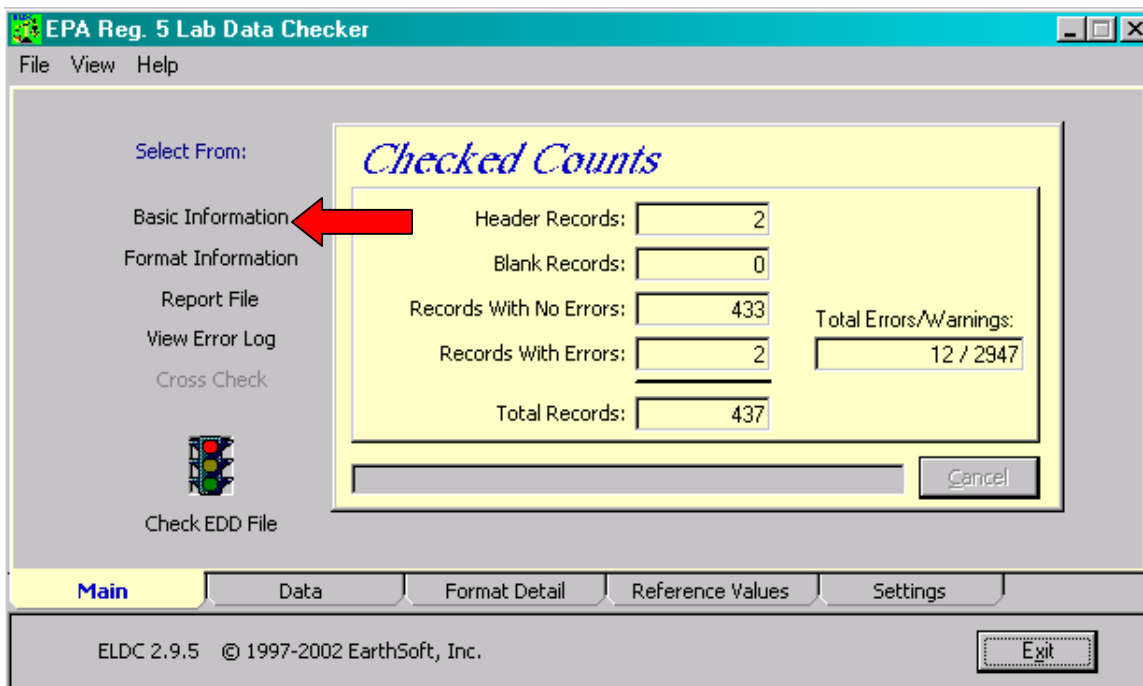 EPA Reg. 5 Lab Data Checker
File View Help
Select From:
Basic Information
Format Information
Report File
View Error Log
Cross Check
Check EDD File
Checked Counts
Header Records: 2
Blank Records: 0
Records With No Errors: 433
Records With Errors: 2
Total Records: 437
Total Errors/Warnings:
12 / 2947
Cancel
Main Data Format Detail Reference Values Settings
ELDC 2.9.5 © 1997-2002 EarthSoft, Inc.
Exit